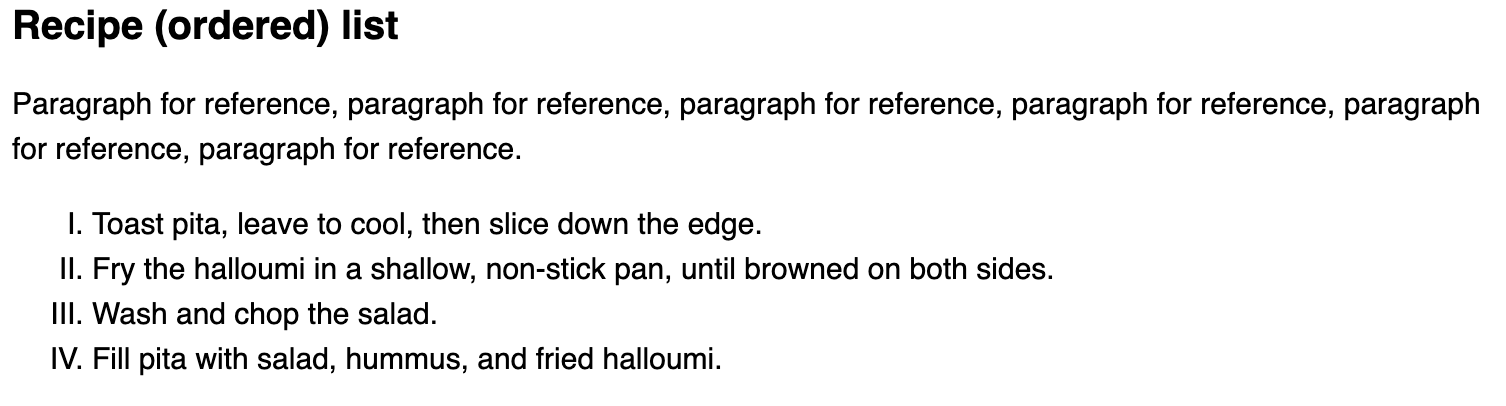 Recipe (ordered) list
Paragraph for reference, paragraph for reference, paragraph for reference, paragraph for reference, paragraph
for reference, paragraph for reference.
I. Toast pita, leave to cool, then slice down the edge.
II. Fry the halloumi in a shallow, non-stick pan, until browned on both sides.
III. Wash and chop the salad.
IV. Fill pita with salad, hummus, and fried halloumi.